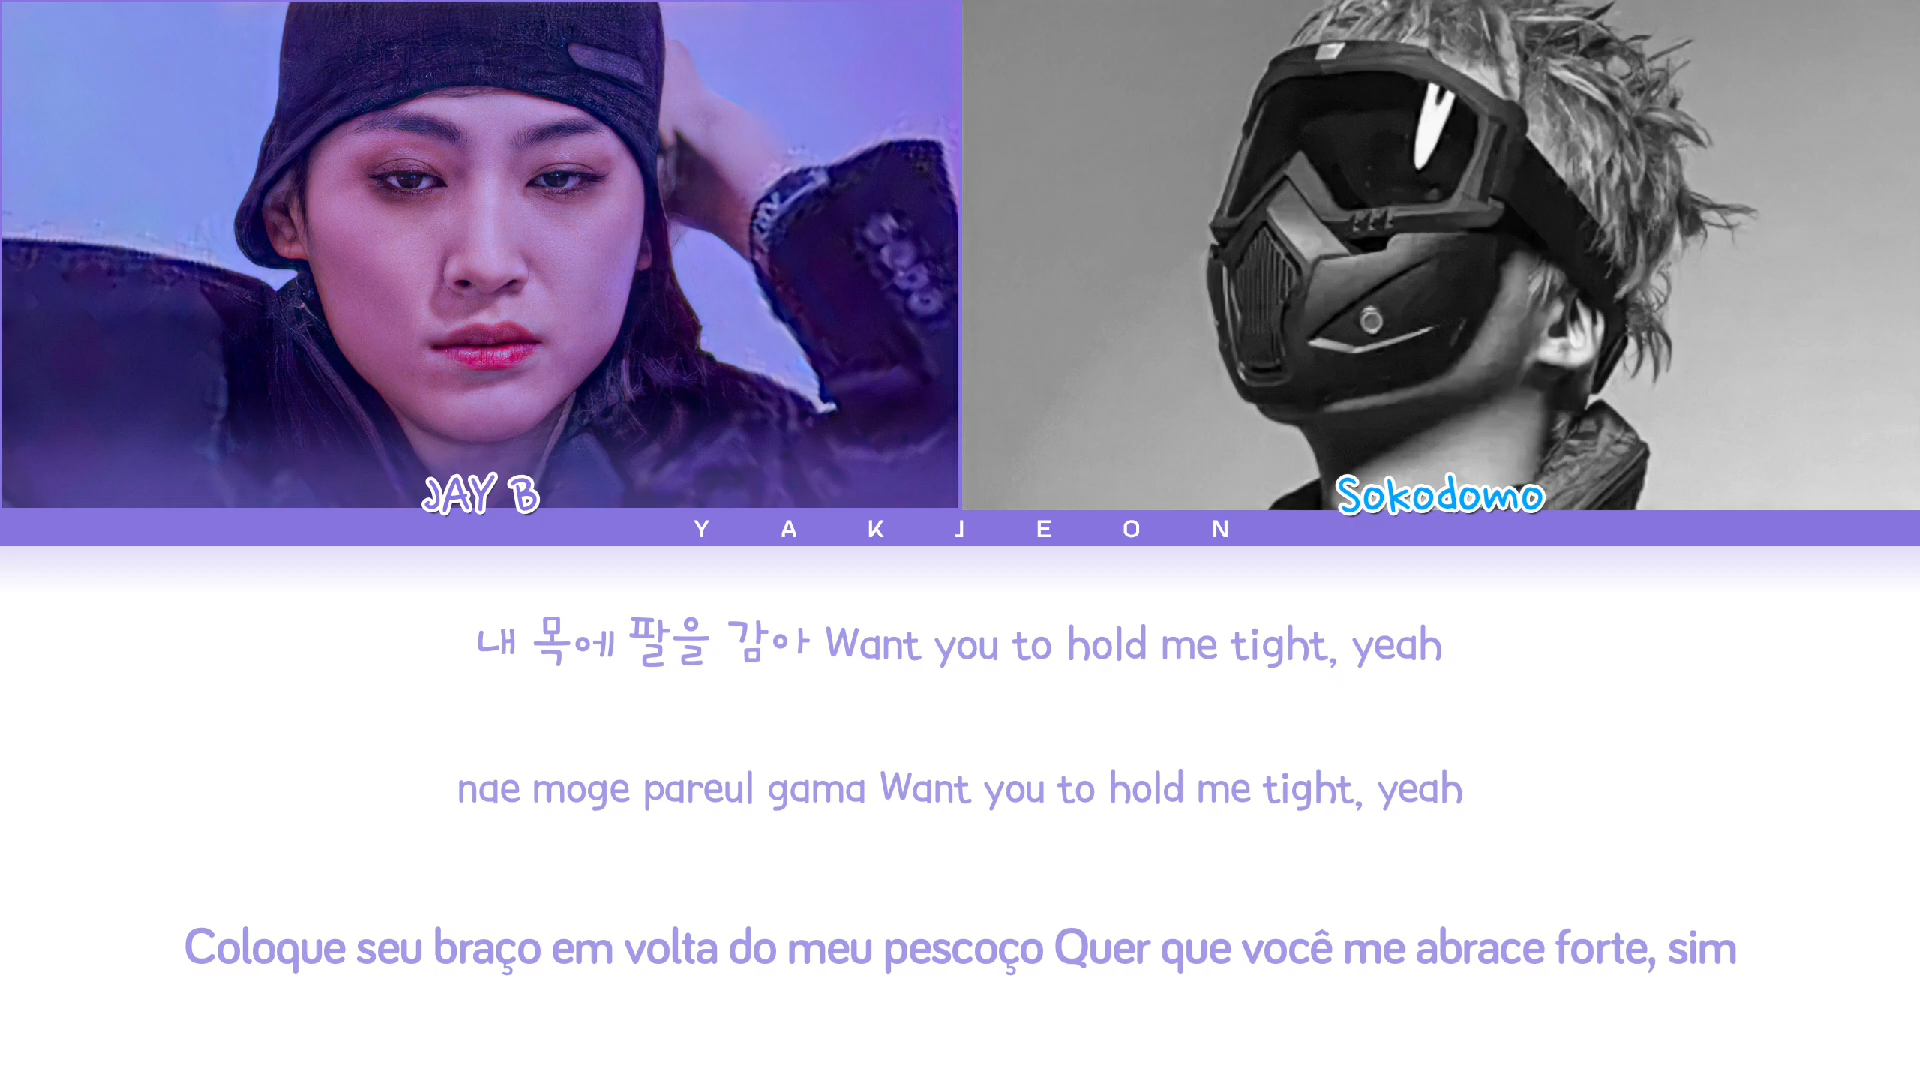 JAY B
Sokodomo
YAKJEON
내 목에 팔을 감아 Want you to hold me tight, yeah
nae moge pareul gama Want you to hold me tight, yeah
Coloque seu braço em volta do meu pescoço Quer que você me abrace forte, sim